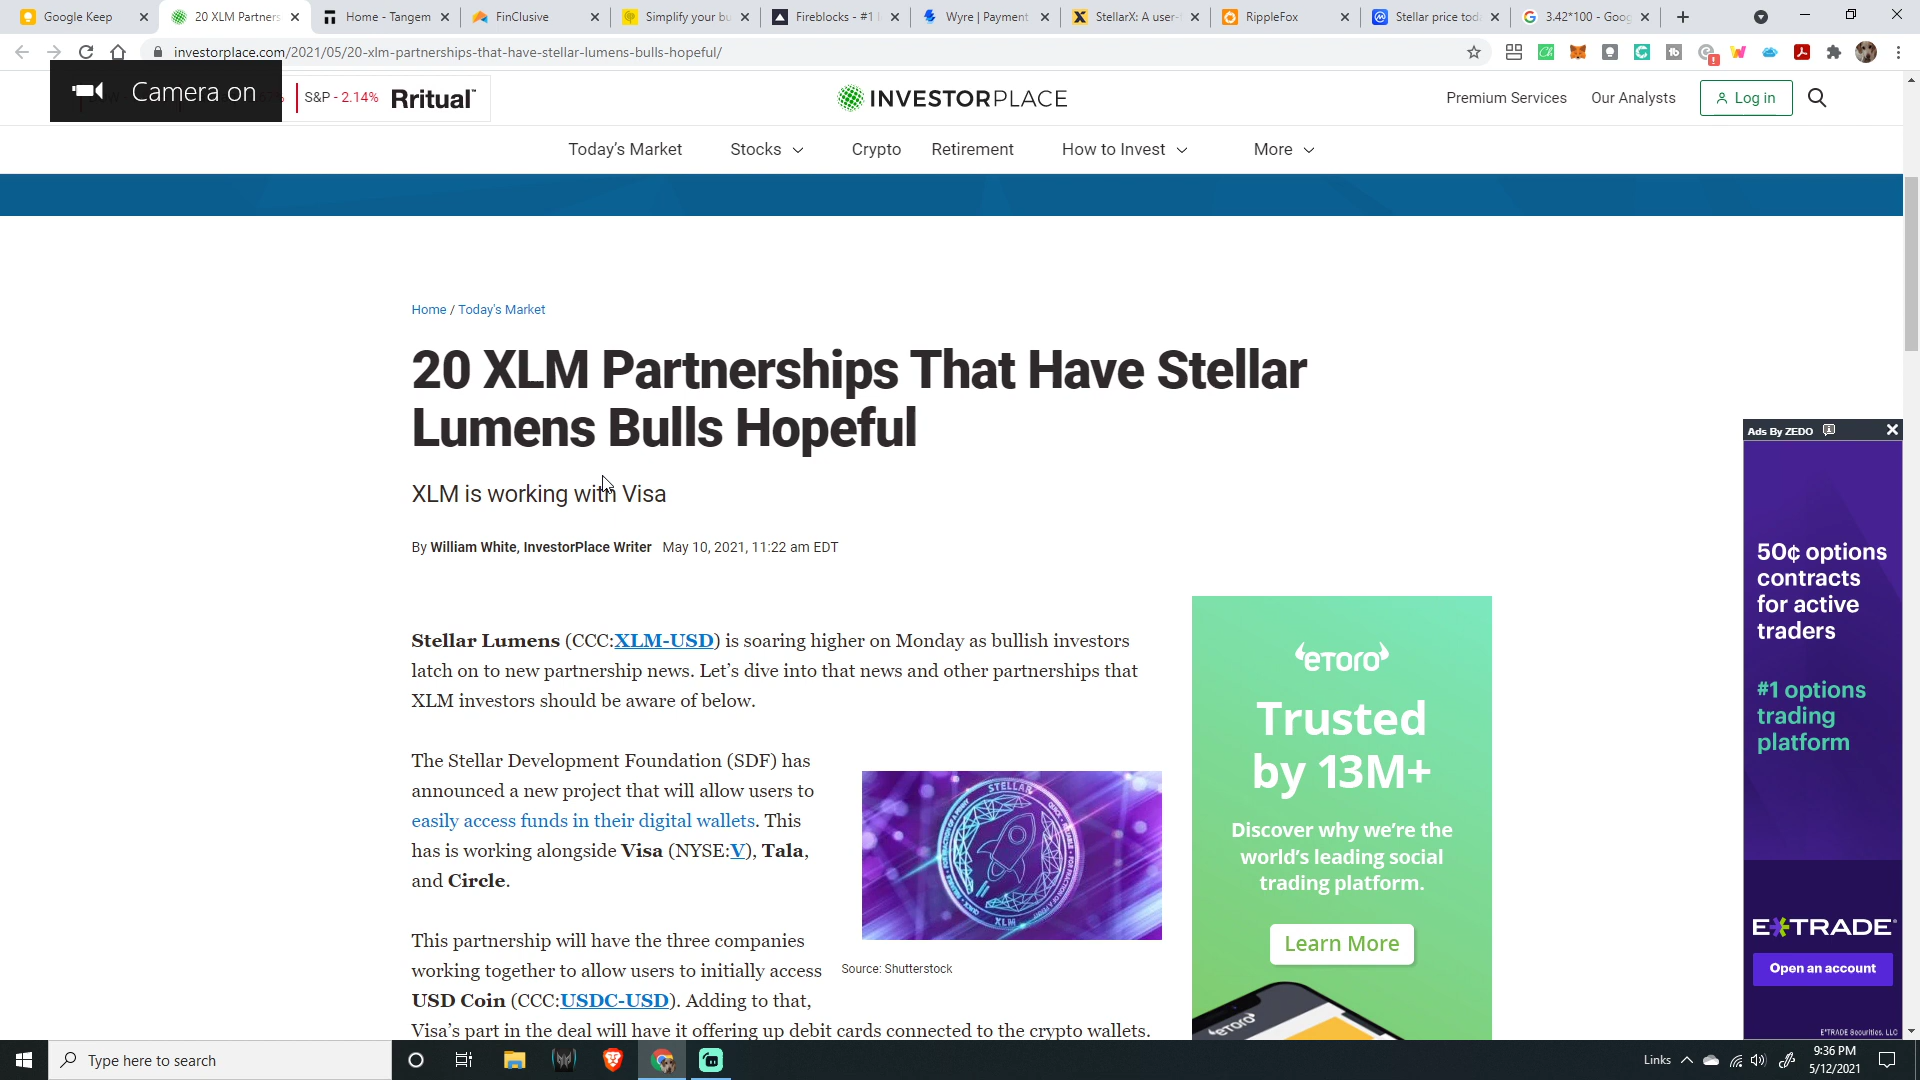 Google Keep
20 XLM Partners
Home - Tangem
FinClusive
Simplify your bu
Fireblocks - #1
Wyre | Payment
StellarX: A user-
RippleFox
Stellar price tod
3.42*100 - Goog
investorplace.com/2021/05/20-xlm-partnerships-that-have-stellar-lumens-bulls-hopeful/
Camera on
S&P - 2.14%
Rritual
INVESTORPLACE
Premium Services
Our Analysts
Log in
Today's Market
Stocks
Crypto
Retirement
How to Invest
More
Home / Today's Market
20 XLM Partnerships That Have Stellar
Lumens Bulls Hopeful
XLM is working with Visa
By William White, InvestorPlace Writer May 10, 2021, 11:22 am EDT
Stellar Lumens (CCC:XLM-USD) is soaring higher on Monday as bullish investors
latch on to new partnership news. Let's dive into that news and other partnerships that
XLM investors should be aware of below.
The Stellar Development Foundation (SDF) has
announced a new project that will allow users to
easily access funds in their digital wallets. This
has is working alongside Visa (NYSE:V), Tala,
and Circle.
STELLAR
XLM
Source: Shutterstock
This partnership will have the three companies
working together to allow users to initially access
USD Coin (CCC:USDC-USD). Adding to that,
Visa's part in the deal will have it offering up debit cards connected to the crypto wallets.
eToro
Trusted
by 13M+
Discover why we're the
world's leading social
trading platform.
Learn More
eToro
Ads By ZEDO
50¢ options
contracts
for active
traders
#1 options
trading
platform
E*TRADE
Open an account
E*TRADE Securities, LLC
Type here to search
Links
9:36 PM
5/12/2021